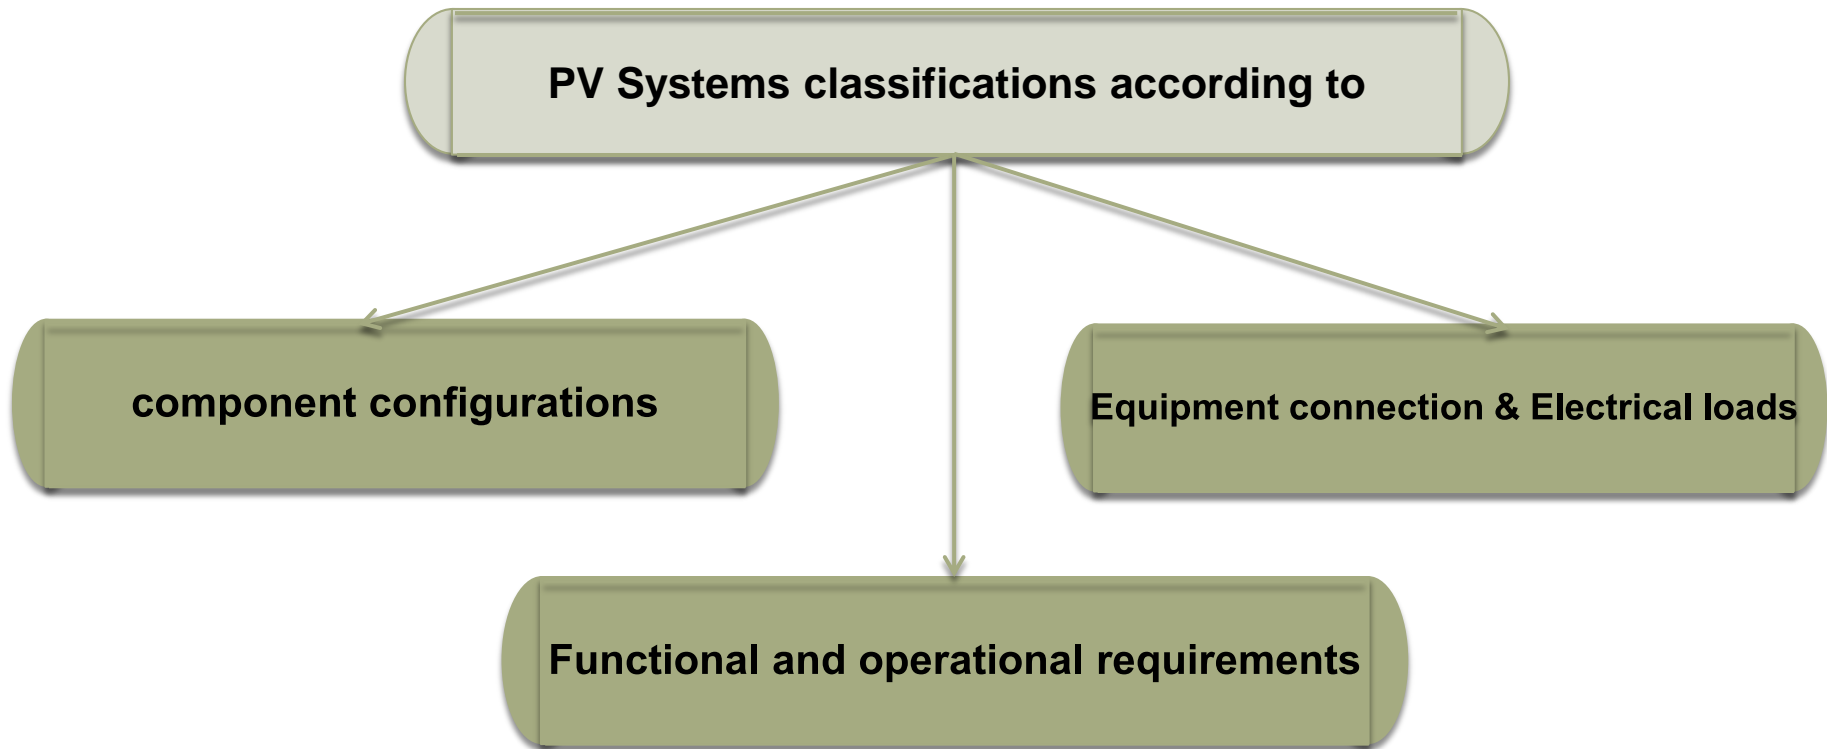 PV Systems classifications according to
component configurations
Equipment connection & Electrical loads
Functional and operational requirements